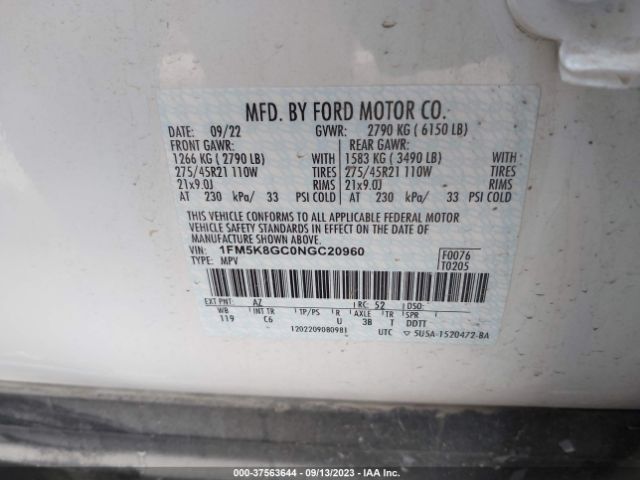 MFD. BY FORD MOTOR CO.
DATE: 09/22 GVWR: 2790 KG ( 6150 LB)
FRONT GAWR: REAR GAWR:
1266 KG ( 2790 LB) WITH 1583 KG ( 3490 LB) WITH
275/45R21 110W TIRES 275/45R21 110W TIRES
21x9.0J RIMS 21x9.0J RIMS
AT 230 kPa/ 33 PSI COLD AT 230 kPa/ 33 PSI COLD
THIS VEHICLE CONFORMS TO ALL APPLICABLE FEDERAL MOTOR
VEHICLE SAFETY STANDARDS IN EFFECT ON THE DATE OF
MANUFACTURE SHOWN ABOVE.
VIN: 1FM5K8GC0NGC20960 F0076
TYPE: MPV T0205
EXT PNT: AZ RC: 52 DSO:
WB INT TR TP/PS R AXLE TR SPR
119 C6 U 3B T DDTT
1202209080981 UTC ▽ 5U5A-1520472-BA
000-37563644 / 09/13/2023 / IAA Inc.